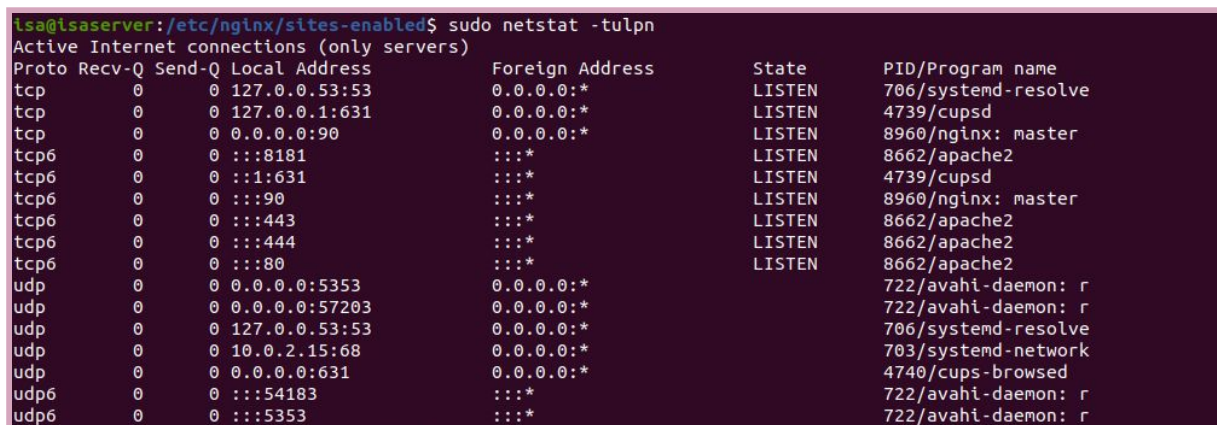 isa@isaserver:/etc/nginx/sites-enabled$ sudo netstat -tulpn
Active Internet connections (only servers)
Proto Recv-Q Send-Q Local Address           Foreign Address         State       PID/Program name
tcp        0      0 127.0.0.53:53           0.0.0.0:*               LISTEN      706/systemd-resolve
tcp        0      0 127.0.0.1:631           0.0.0.0:*               LISTEN      4739/cupsd
tcp        0      0 0.0.0.0:90              0.0.0.0:*               LISTEN      8960/nginx: master
tcp6       0      0 :::8181                 :::*                    LISTEN      8662/apache2
tcp6       0      0 ::1:631                 :::*                    LISTEN      4739/cupsd
tcp6       0      0 :::90                   :::*                    LISTEN      8960/nginx: master
tcp6       0      0 :::443                  :::*                    LISTEN      8662/apache2
tcp6       0      0 :::444                  :::*                    LISTEN      8662/apache2
tcp6       0      0 :::80                   :::*                    LISTEN      8662/apache2
udp        0      0 0.0.0.0:5353            0.0.0.0:*                           722/avahi-daemon: r
udp        0      0 0.0.0.0:57203           0.0.0.0:*                           722/avahi-daemon: r
udp        0      0 127.0.0.53:53           0.0.0.0:*                           706/systemd-resolve
udp        0      0 10.0.2.15:68            0.0.0.0:*                           703/systemd-network
udp        0      0 0.0.0.0:631             0.0.0.0:*                           4740/cups-browsed
udp6       0      0 :::54183                :::*                                722/avahi-daemon: r
udp6       0      0 :::5353                 :::*                                722/avahi-daemon: r